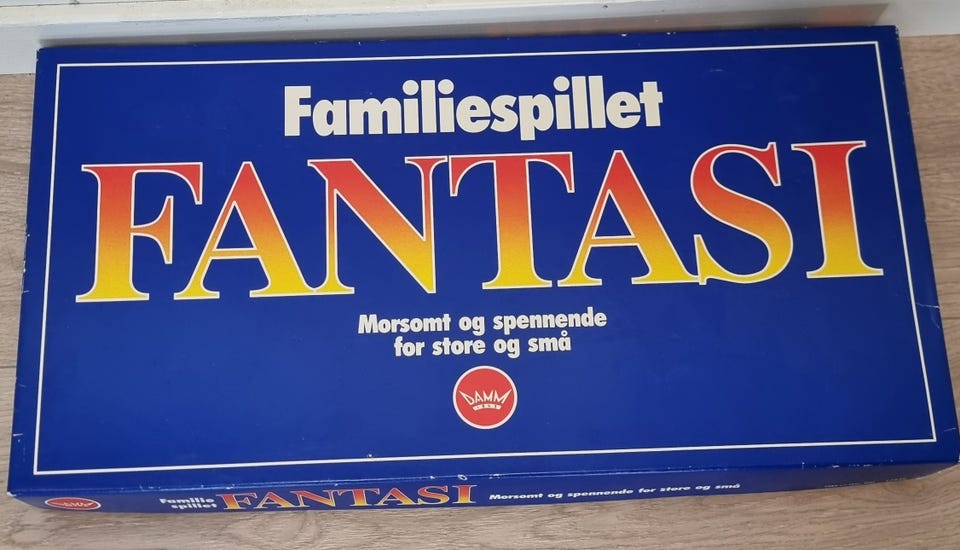 Familiespillet
FANTASI
Morsomt og spennende
for store og små
DAMM
Familie
spillet
FANTASI
Morsomt og spennende for store og små